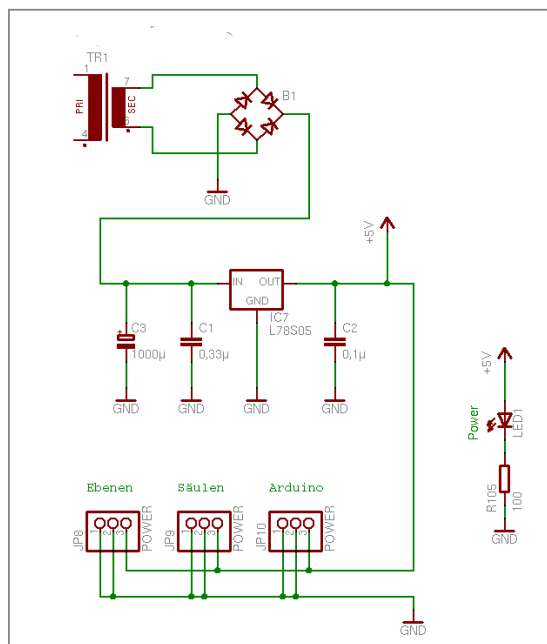 TR1
1
7
PRI
SEC
4
6
B1
GND
+5V
IN
OUT
GND
IC7
L78S05
C3
1000µ
C1
0,33µ
C2
0,1µ
GND
GND
GND
GND
+5V
Power
LED1
R105
100
GND
Ebenen
Säulen
Arduino
JP8
1
2
3
POWER
JP9
1
2
3
POWER
JP10
1
2
3
POWER
GND